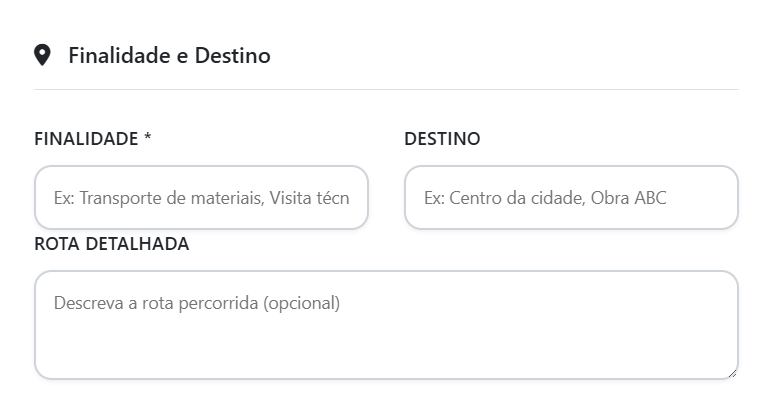 Finalidade e Destino
FINALIDADE *
DESTINO
Ex: Transporte de materiais, Visita técn
Ex: Centro da cidade, Obra ABC
ROTA DETALHADA
Descreva a rota percorrida (opcional)